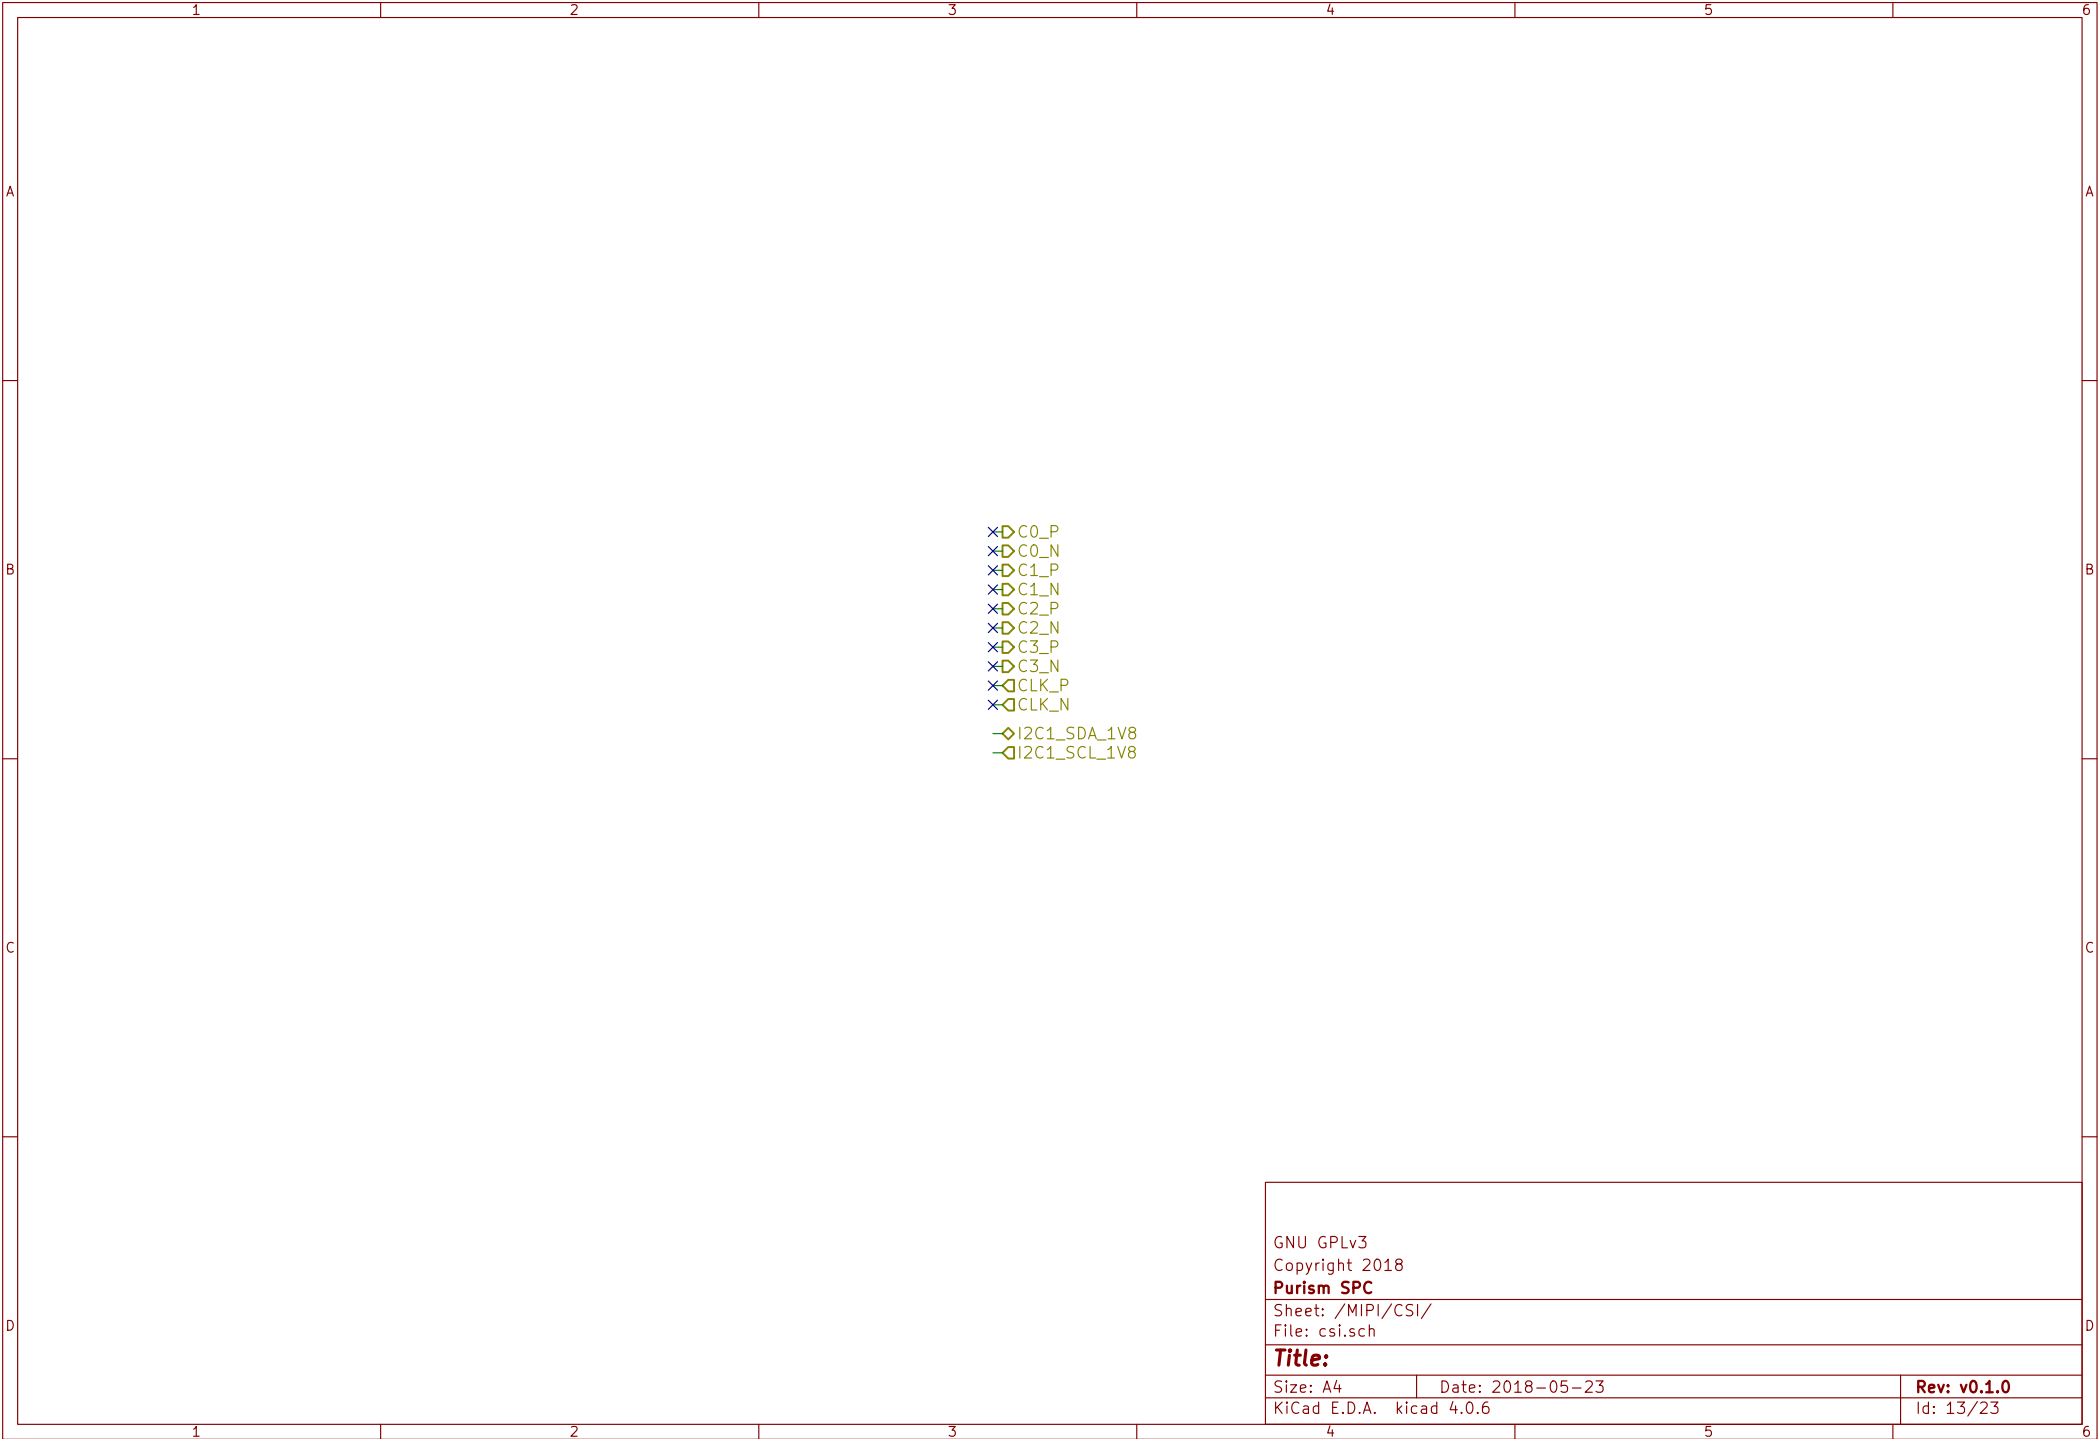 1 2 3 4 5 6
A A
B B
C0_P
C0_N
C1_P
C1_N
C2_P
C2_N
C3_P
C3_N
CLK_P
CLK_N
I2C1_SDA_1V8
I2C1_SCL_1V8
C C
GNU GPLv3
Copyright 2018
Purism SPC
Sheet: /MIPI/CSI/
File: csi.sch
D D
Title:
Size: A4 Date: 2018-05-23 Rev: v0.1.0
KiCad E.D.A. kicad 4.0.6 Id: 13/23
1 2 3 4 5 6